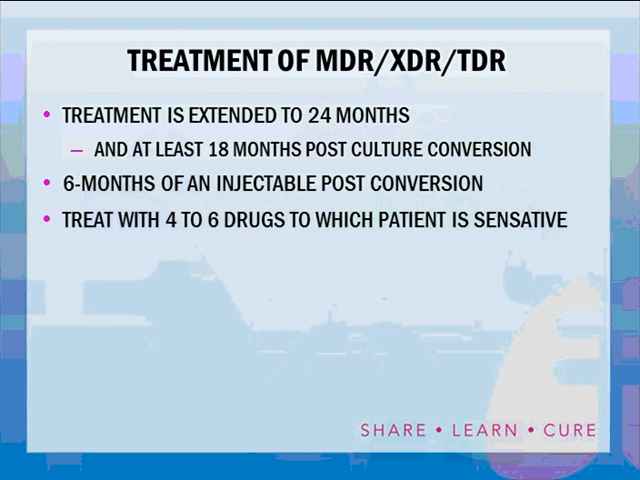 TREATMENT OF MDR/XDR/TDR
• TREATMENT IS EXTENDED TO 24 MONTHS
– AND AT LEAST 18 MONTHS POST CULTURE CONVERSION
• 6-MONTHS OF AN INJECTABLE POST CONVERSION
• TREAT WITH 4 TO 6 DRUGS TO WHICH PATIENT IS SENSATIVE
SHARE • LEARN • CURE